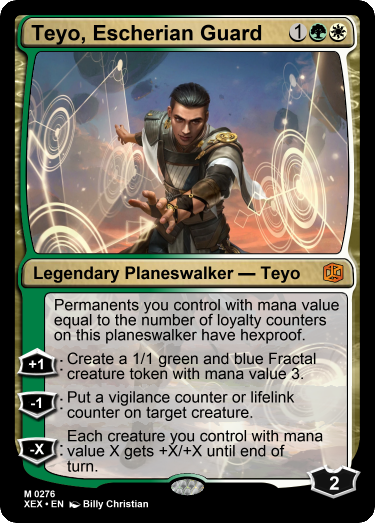 Teyo, Escherian Guard 1
Legendary Planeswalker — Teyo
Permanents you control with mana value
equal to the number of loyalty counters
on this planeswalker have hexproof.
+1: Create a 1/1 green and blue Fractal
creature token with mana value 3.
-1: Put a vigilance counter or lifelink
counter on target creature.
-X: Each creature you control with mana
value X gets +X/+X until end of
turn.
2
M 0276
XEX • EN Billy Christian